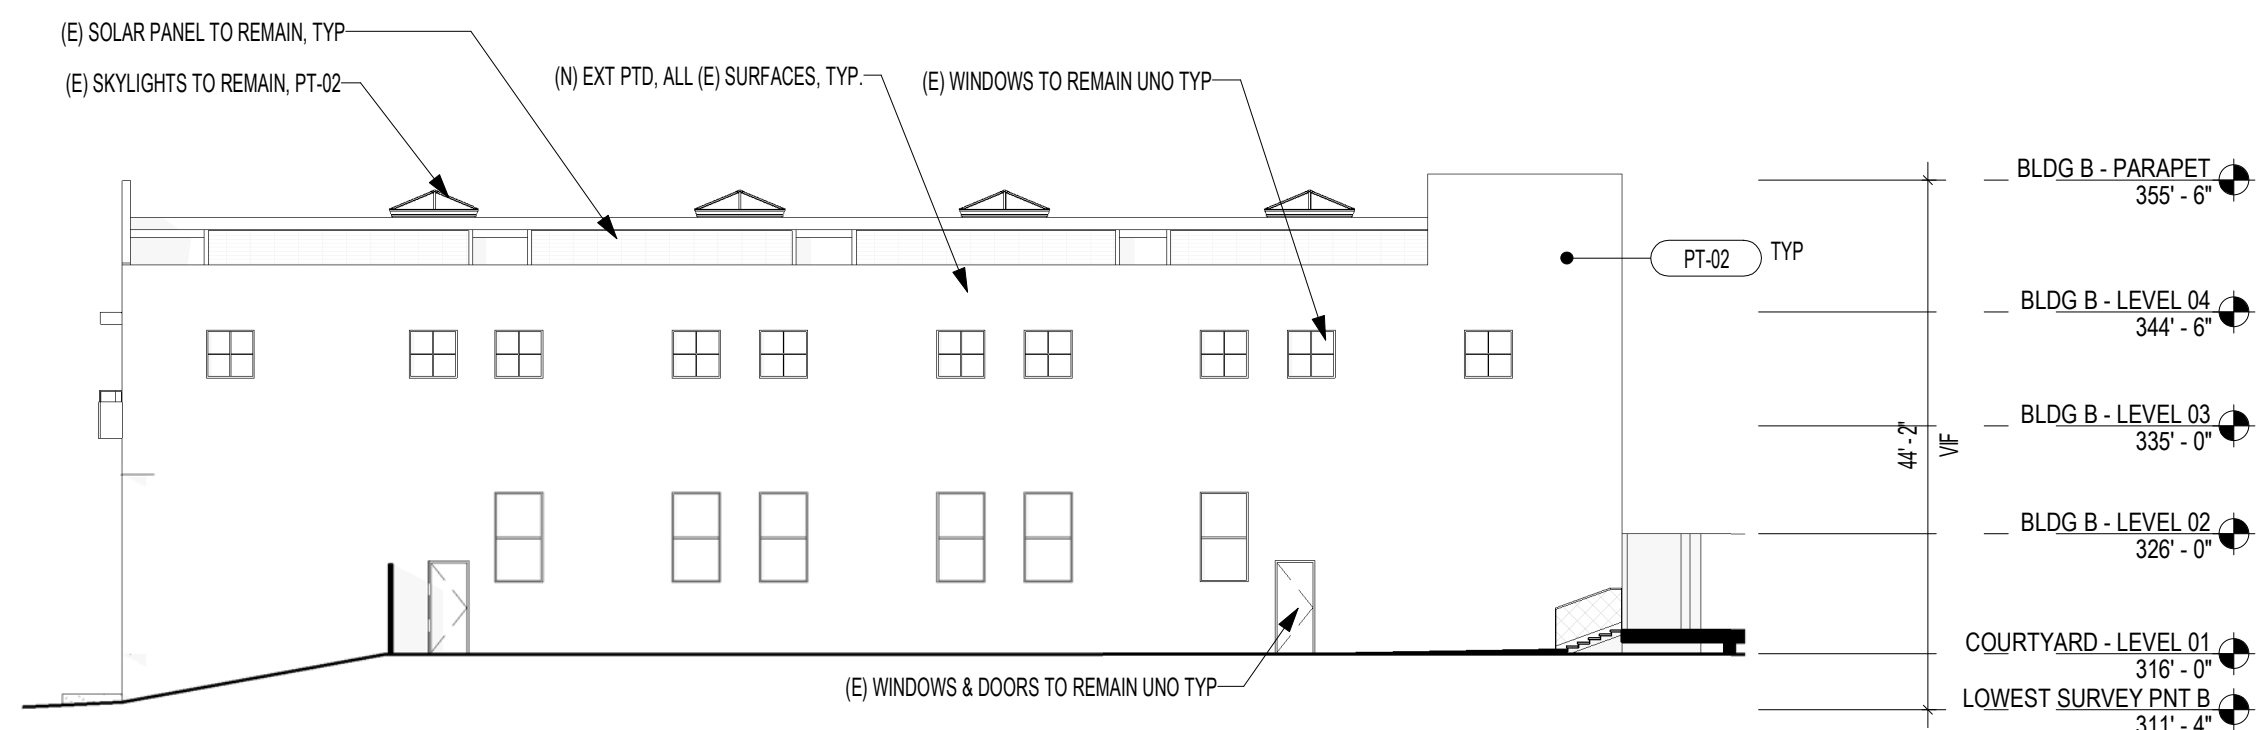 (E) SOLAR PANEL TO REMAIN, TYP
(E) SKYLIGHTS TO REMAIN, PT-02
(N) EXT PTD, ALL (E) SURFACES, TYP.
(E) WINDOWS TO REMAIN UNO TYP
BLDG B - PARAPET
355' - 6"
PT-02
TYP
BLDG B - LEVEL 04
344' - 6"
BLDG B - LEVEL 03
335' - 0"
44' - 2"
VIF
BLDG B - LEVEL 02
326' - 0"
COURTYARD - LEVEL 01
316' - 0"
(E) WINDOWS & DOORS TO REMAIN UNO TYP
LOWEST SURVEY PNT B
311' - 4"